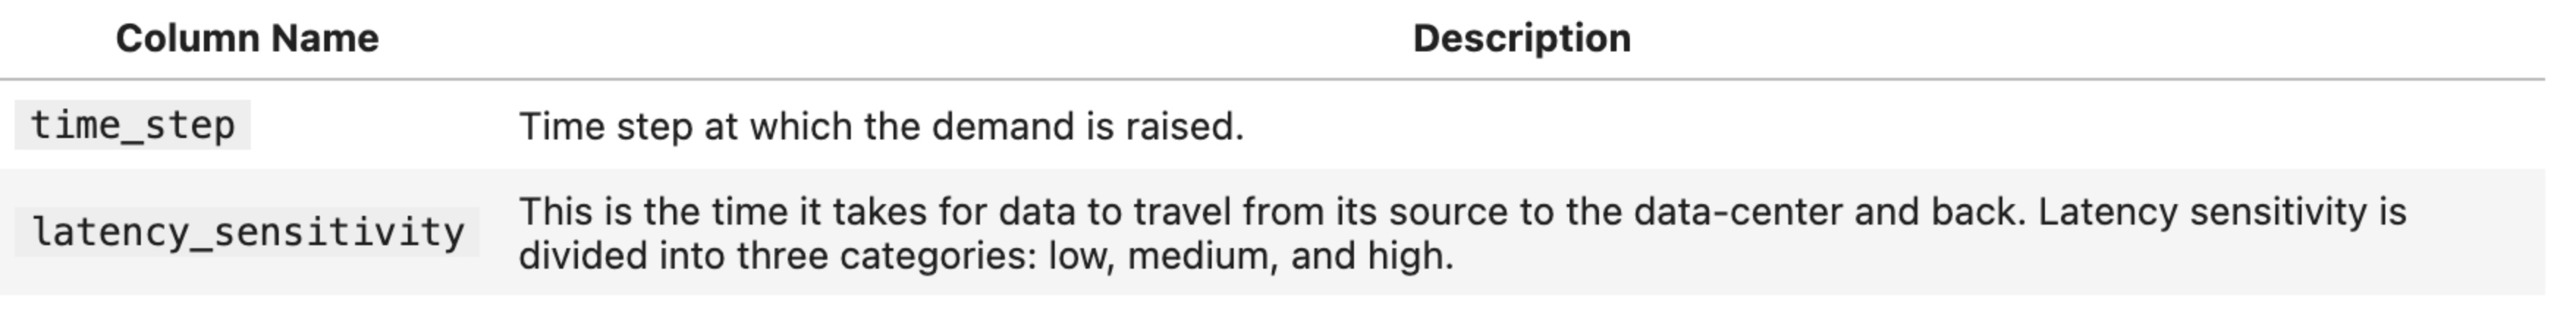 Column Name Description
time_step Time step at which the demand is raised.
latency_sensitivity This is the time it takes for data to travel from its source to the data-center and back. Latency sensitivity is
divided into three categories: low, medium, and high.